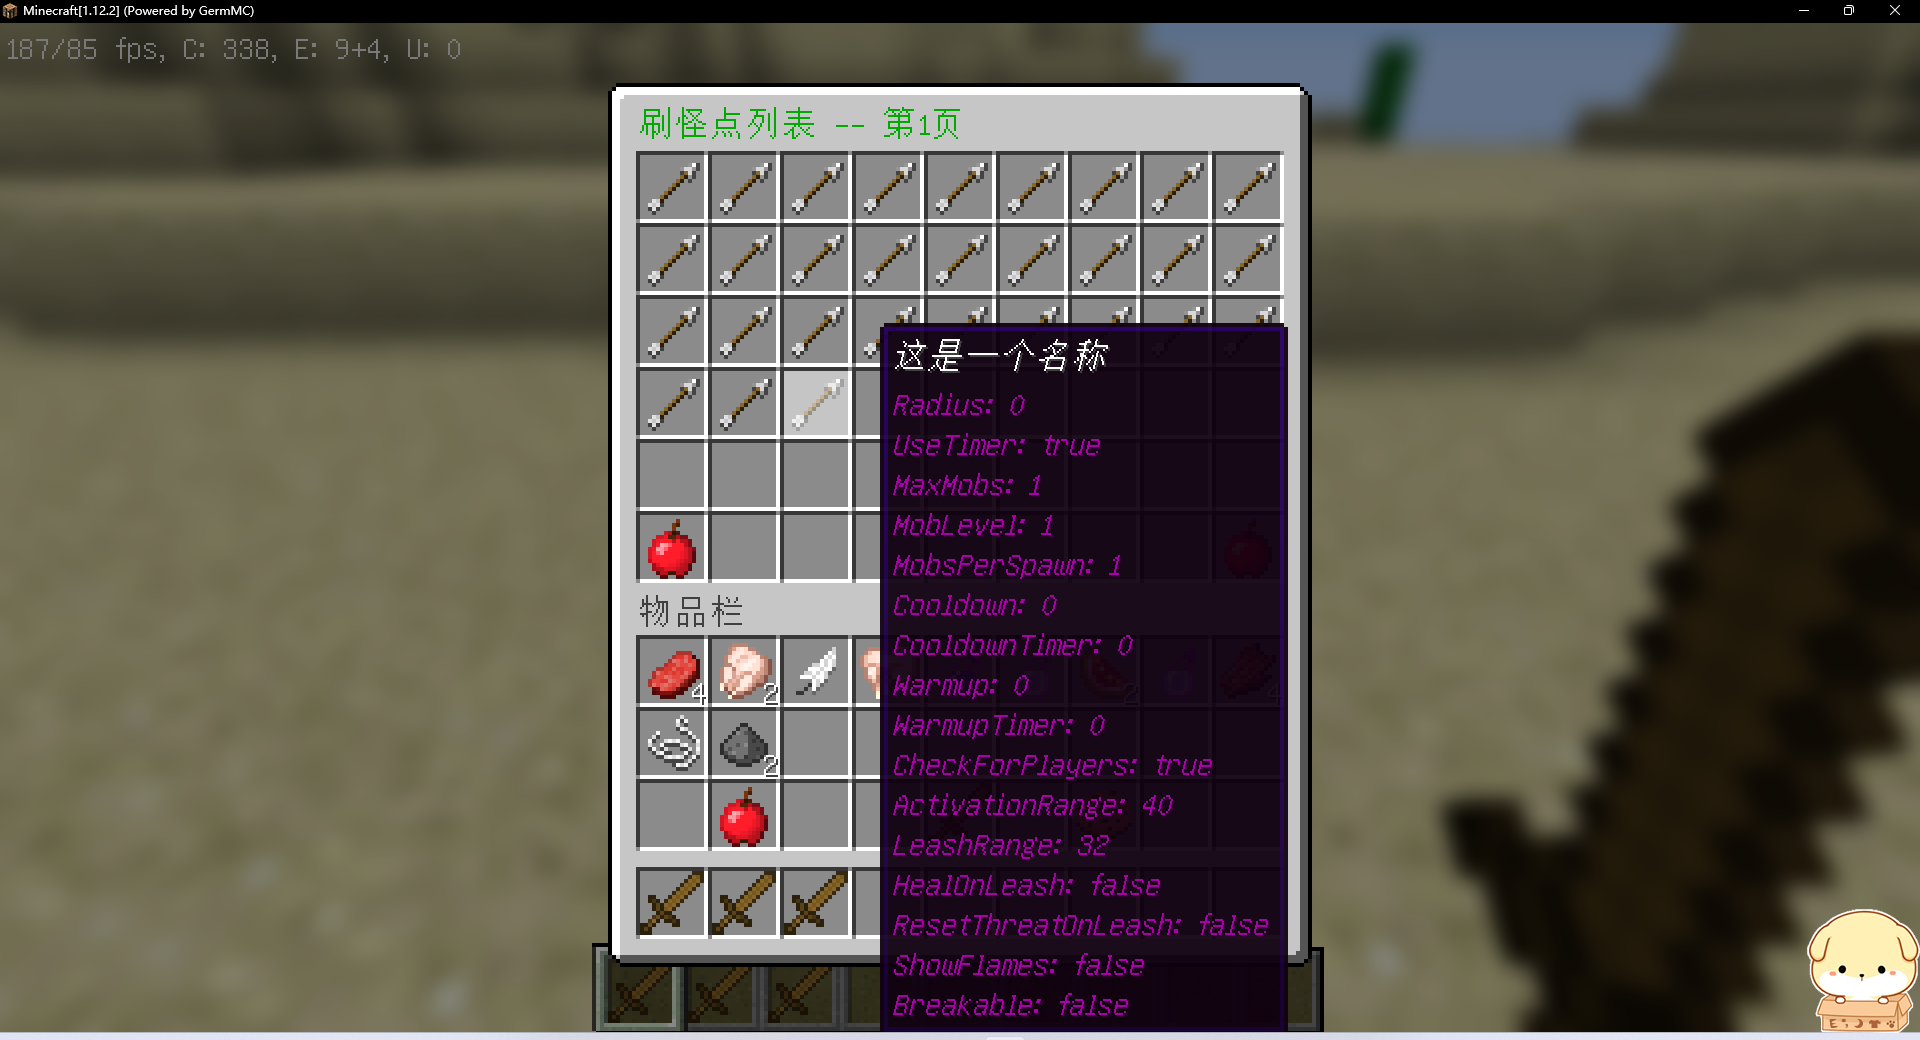 Minecraft[1.12.2] (Powered by GermMC)
187/85 fps, C: 338, E: 9+4, U: 0
刷怪点列表 -- 第1页
这是一个名称
Radius: 0
UseTimer: true
MaxMobs: 1
MobLevel: 1
MobsPerSpawn: 1
Cooldown: 0
CooldownTimer: 0
Warmup: 0
WarmupTimer: 0
CheckForPlayers: true
ActivationRange: 40
LeashRange: 32
HealOnLeash: false
ResetThreatOnLeash: false
ShowFlames: false
Breakable: false
物品栏
4
2
2
4
2